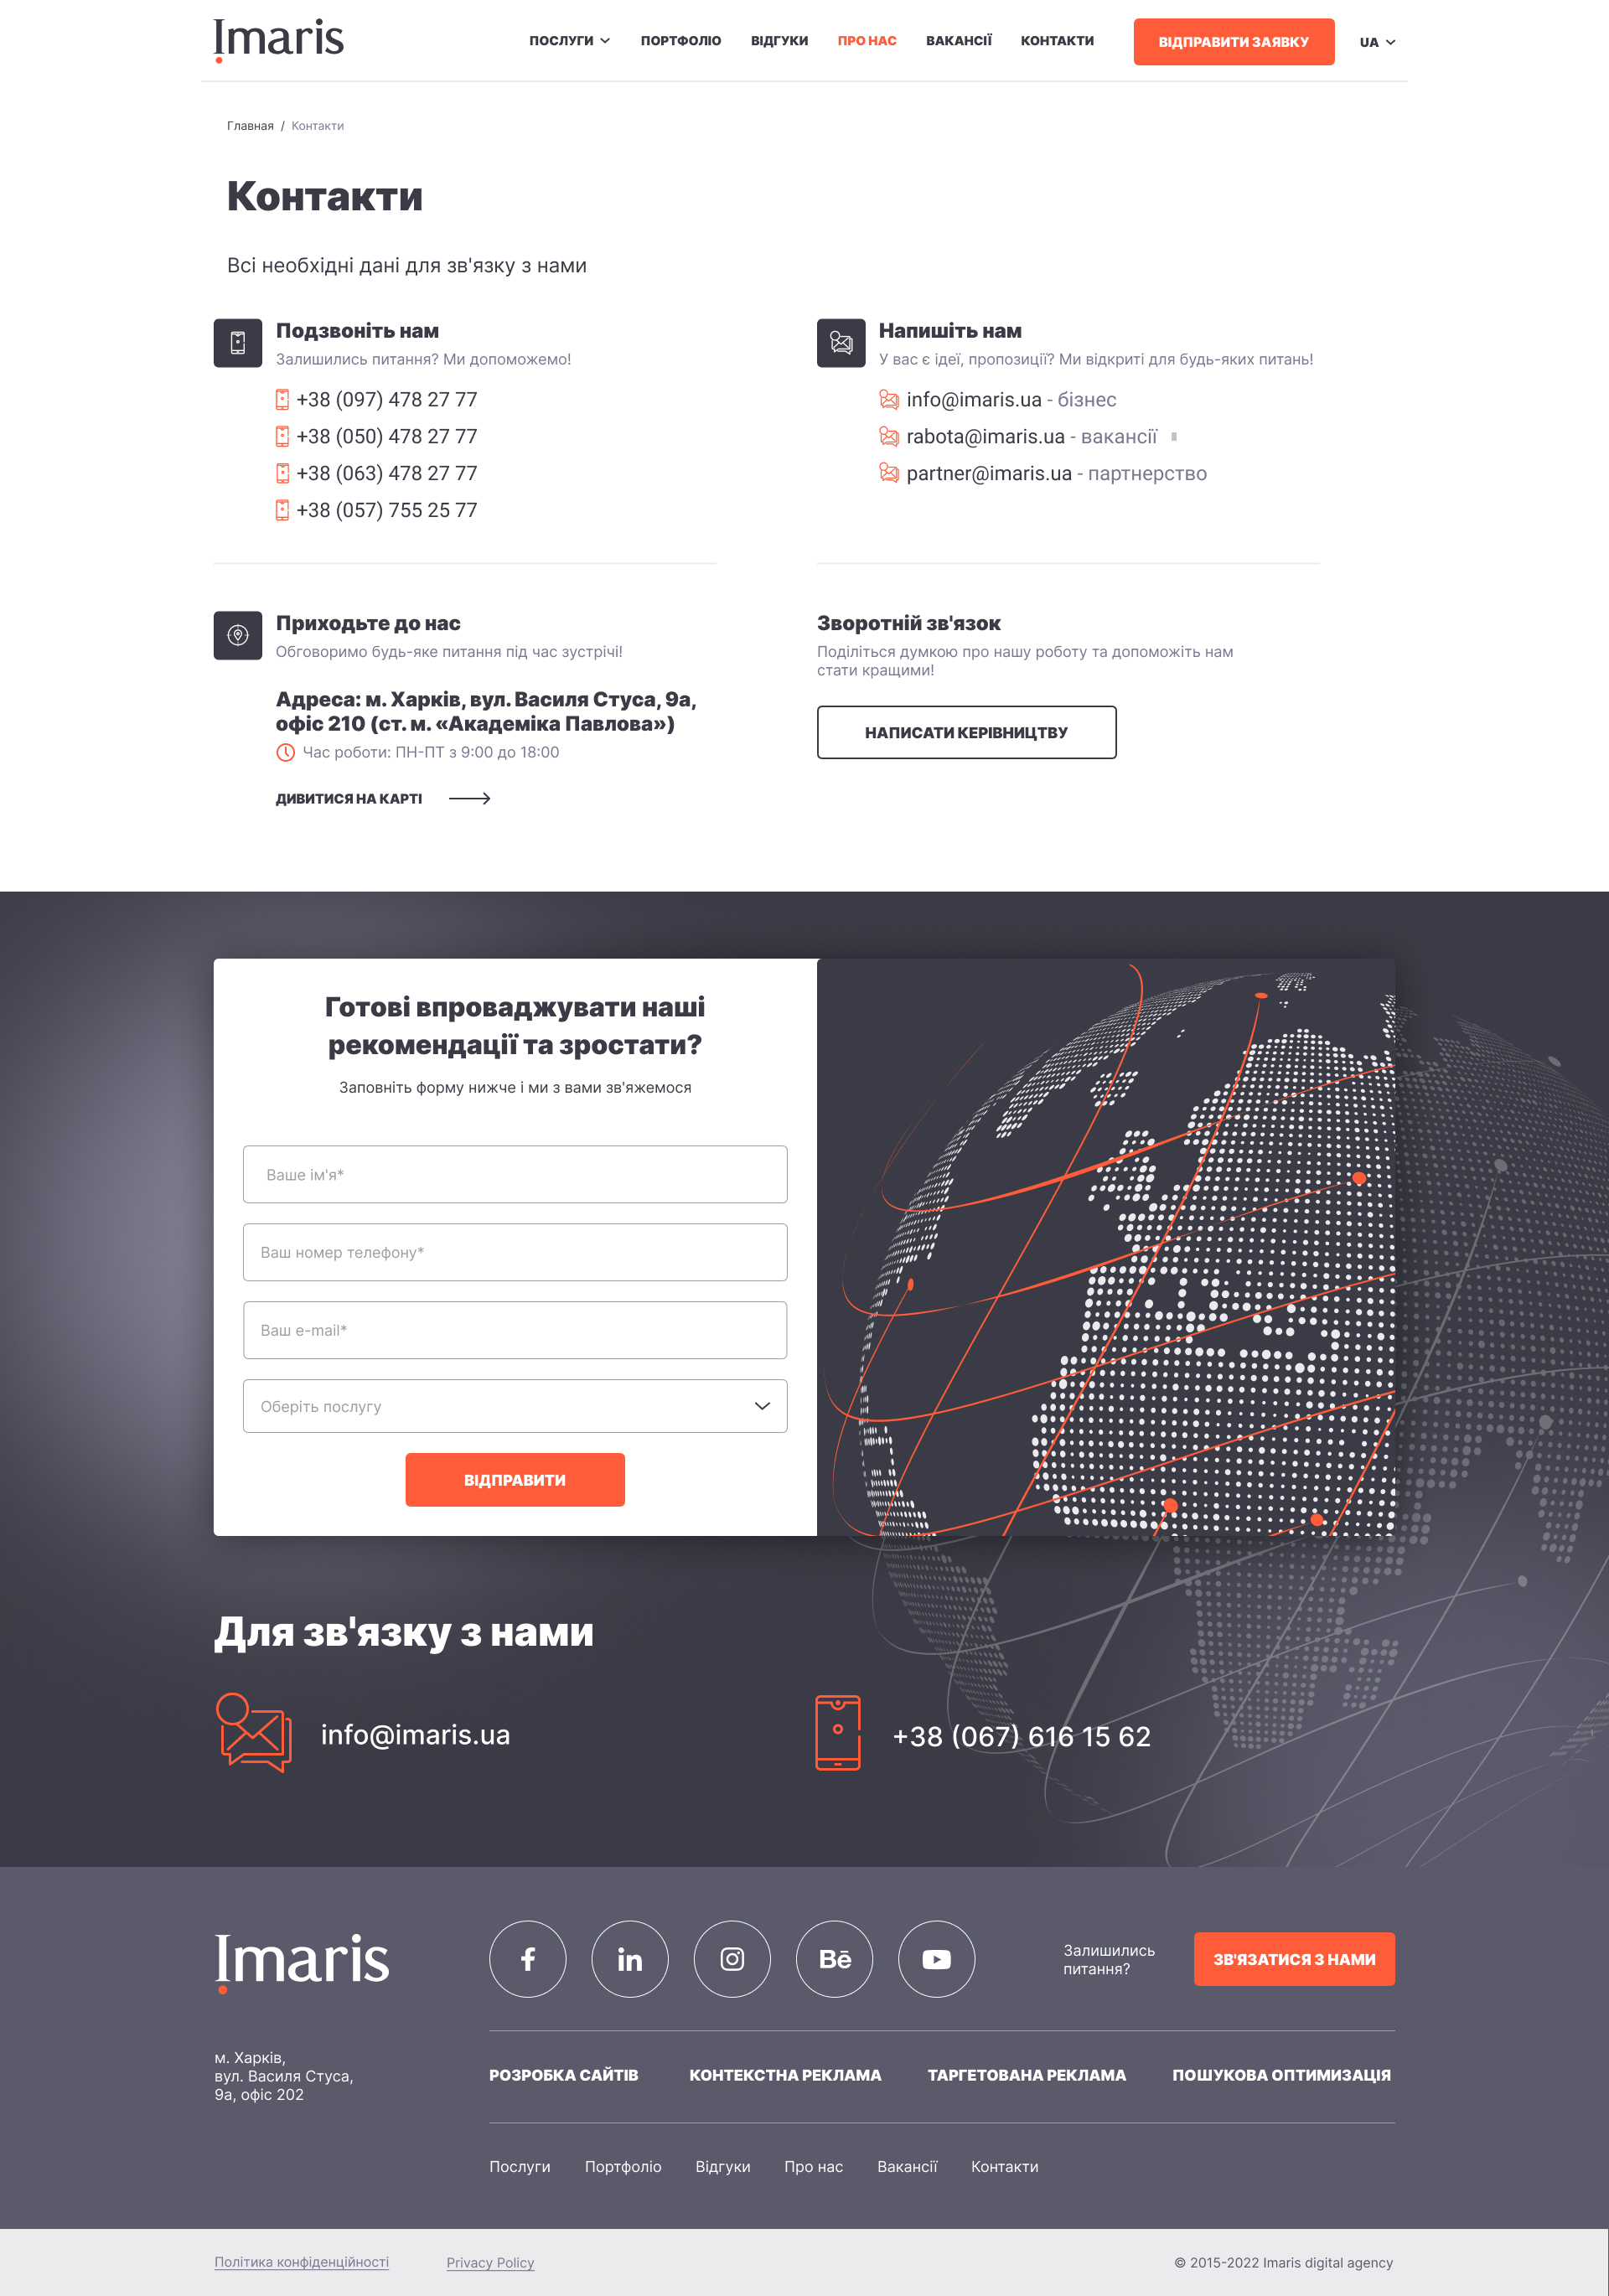 Imaris
ПОСЛУГИ ПОРТФОЛІО ВІДГУКИ ПРО НАС ВАКАНСІЇ КОНТАКТИ ВІДПРАВИТИ ЗАЯВКУ UA
Главная / Контакти
Контакти
Всі необхідні дані для зв'язку з нами
Подзвоніть нам
Залишились питання? Ми допоможемо!
+38 (097) 478 27 77
+38 (050) 478 27 77
+38 (063) 478 27 77
+38 (057) 755 25 77
Напишіть нам
У вас є ідеї, пропозиції? Ми відкриті для будь-яких питань!
info@imaris.ua - бізнес
rabota@imaris.ua - вакансії
partner@imaris.ua - партнерство
Приходьте до нас
Обговоримо будь-яке питання під час зустрічі!
Адреса: м. Харків, вул. Василя Стуса, 9а,
офіс 210 (ст. м. «Академіка Павлова»)
Час роботи: ПН-ПТ з 9:00 до 18:00
ДИВИТИСЯ НА КАРТІ
Зворотній зв'язок
Поділіться думкою про нашу роботу та допоможіть нам
стати кращими!
НАПИСАТИ КЕРІВНИЦТВУ
Готові впроваджувати наші
рекомендації та зростати?
Заповніть форму нижче і ми з вами зв'яжемося
Ваше ім'я*
Ваш номер телефону*
Ваш e-mail*
Оберіть послугу
ВІДПРАВИТИ
Для зв'язку з нами
info@imaris.ua
+38 (067) 616 15 62
Imaris
Bē
Залишились
питання?
ЗВ'ЯЗАТИСЯ З НАМИ
м. Харків,
вул. Василя Стуса,
9а, офіс 202
РОЗРОБКА САЙТІВ КОНТЕКСТНА РЕКЛАМА ТАРГЕТОВАНА РЕКЛАМА ПОШУКОВА ОПТИМИЗАЦІЯ
Послуги Портфоліо Відгуки Про нас Вакансії Контакти
Політика конфіденційності Privacy Policy © 2015-2022 Imaris digital agency